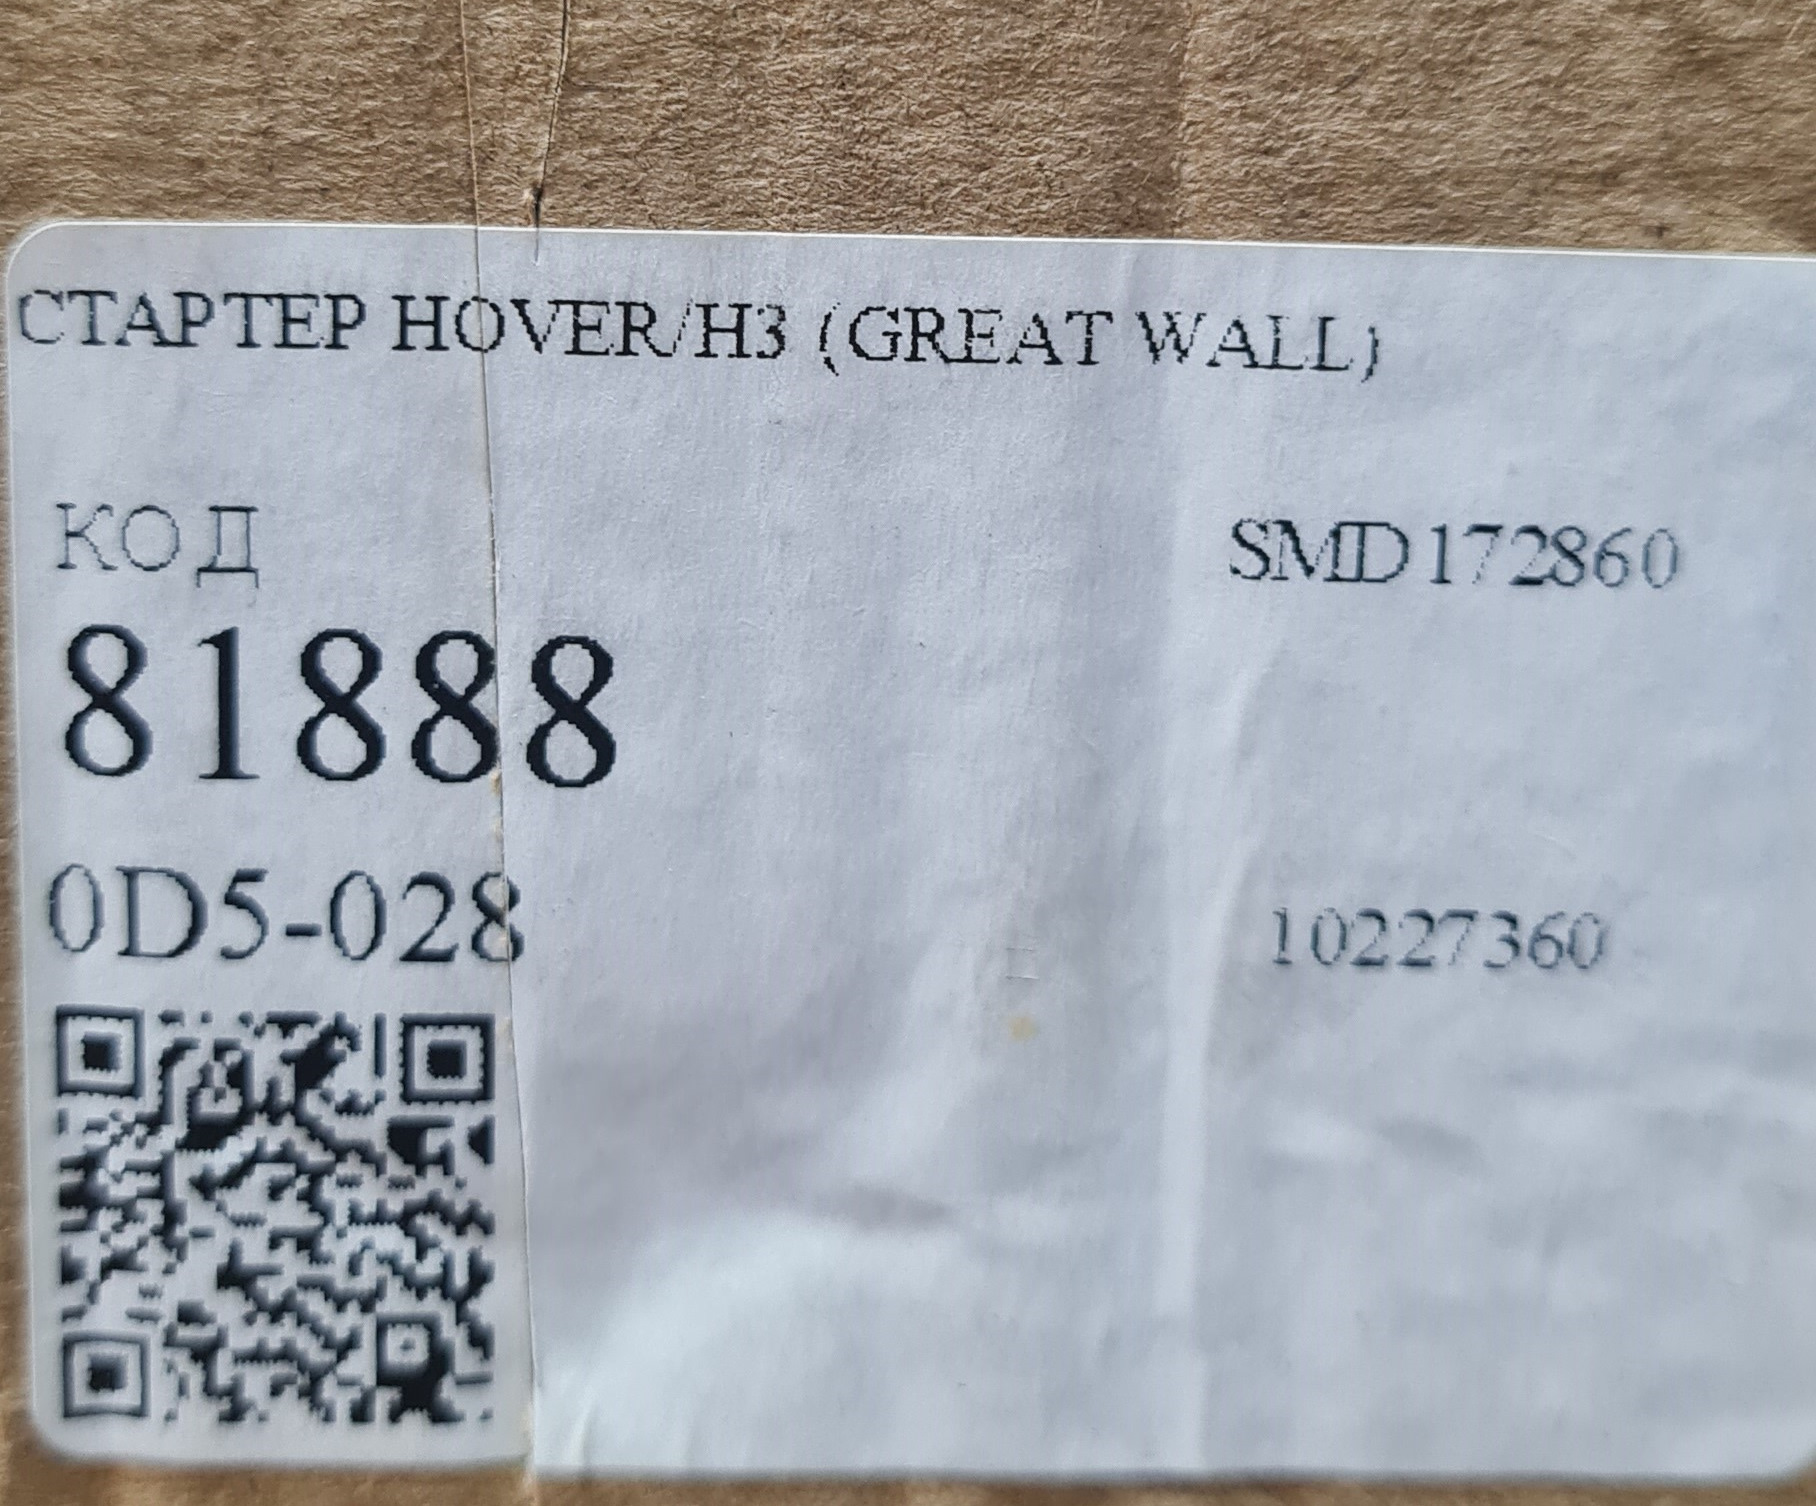 СТАРТЕР HOVER/H3 (GREAT WALL)
КОД
SMD172860
81888
0D5-028
10227360